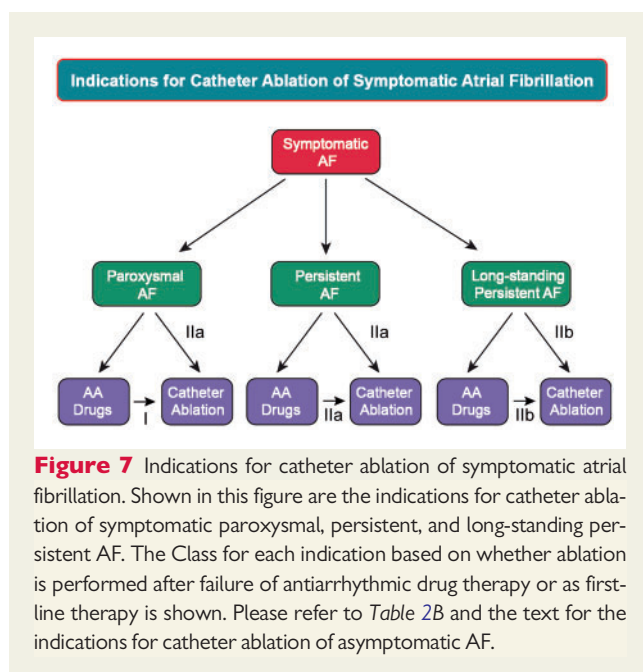 Indications for Catheter Ablation of Symptomatic Atrial Fibrillation
Symptomatic
AF
Paroxysmal
AF
Persistent
AF
Long-standing
Persistent AF
IIa
IIa
IIb
AA
Drugs
I
Catheter
Ablation
AA
Drugs
IIa
Catheter
Ablation
AA
Drugs
IIb
Catheter
Ablation
Figure 7 Indications for catheter ablation of symptomatic atrial
fibrillation. Shown in this figure are the indications for catheter abla-
tion of symptomatic paroxysmal, persistent, and long-standing per-
sistent AF. The Class for each indication based on whether ablation
is performed after failure of antiarrhythmic drug therapy or as first-
line therapy is shown. Please refer to Table 2B and the text for the
indications for catheter ablation of asymptomatic AF.